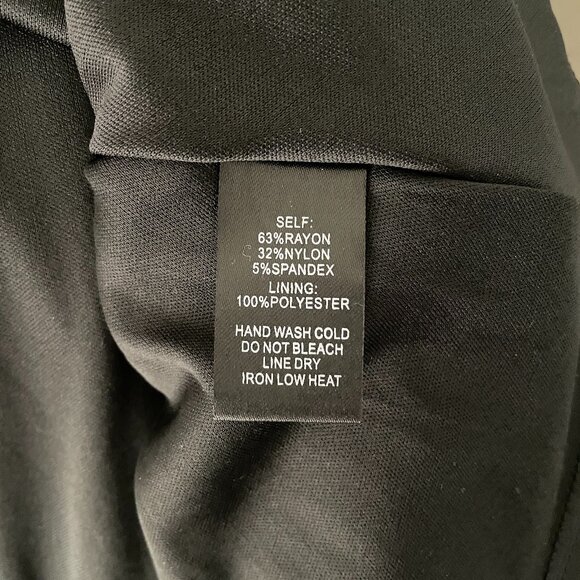 SELF:
63%RAYON
32%NYLON
5%SPANDEX
LINING:
100%POLYESTER
HAND WASH COLD
DO NOT BLEACH
LINE DRY
IRON LOW HEAT